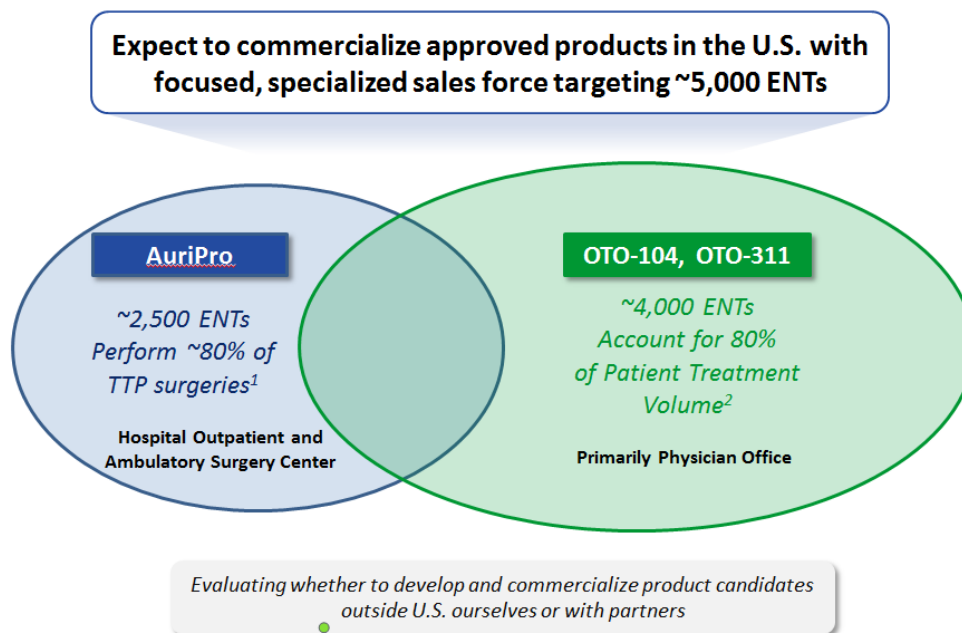 Expect to commercialize approved products in the U.S. with
focused, specialized sales force targeting ~5,000 ENTs
AuriPro
~2,500 ENTs
Perform ~80% of
TTP surgeries¹
Hospital Outpatient and
Ambulatory Surgery Center
OTO-104, OTO-311
~4,000 ENTs
Account for 80%
of Patient Treatment
Volume²
Primarily Physician Office
Evaluating whether to develop and commercialize product candidates
outside U.S. ourselves or with partners